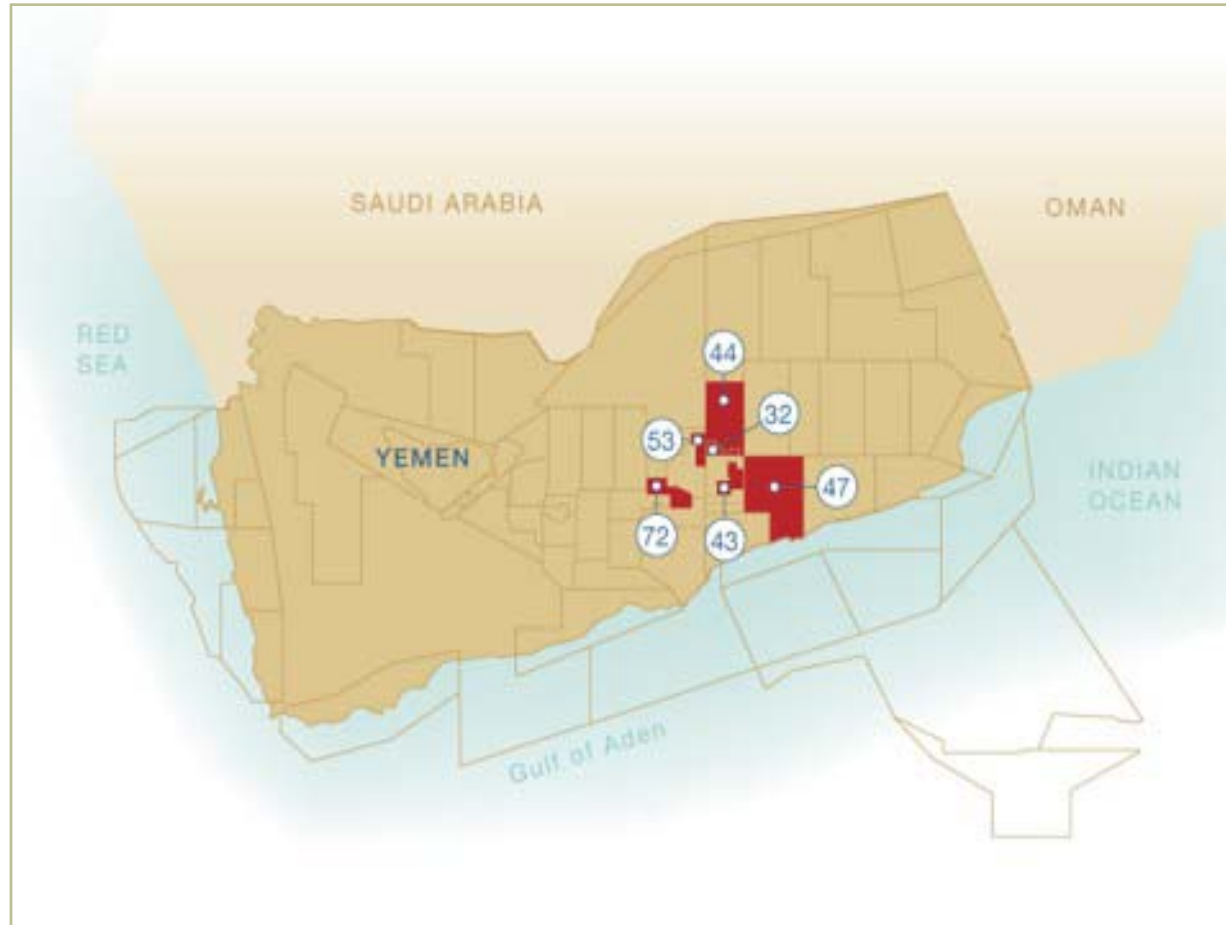 SAUDI ARABIA
OMAN
RED
SEA
44
32
53
YEMEN
INDIAN
OCEAN
47
72
43
Gulf of Aden